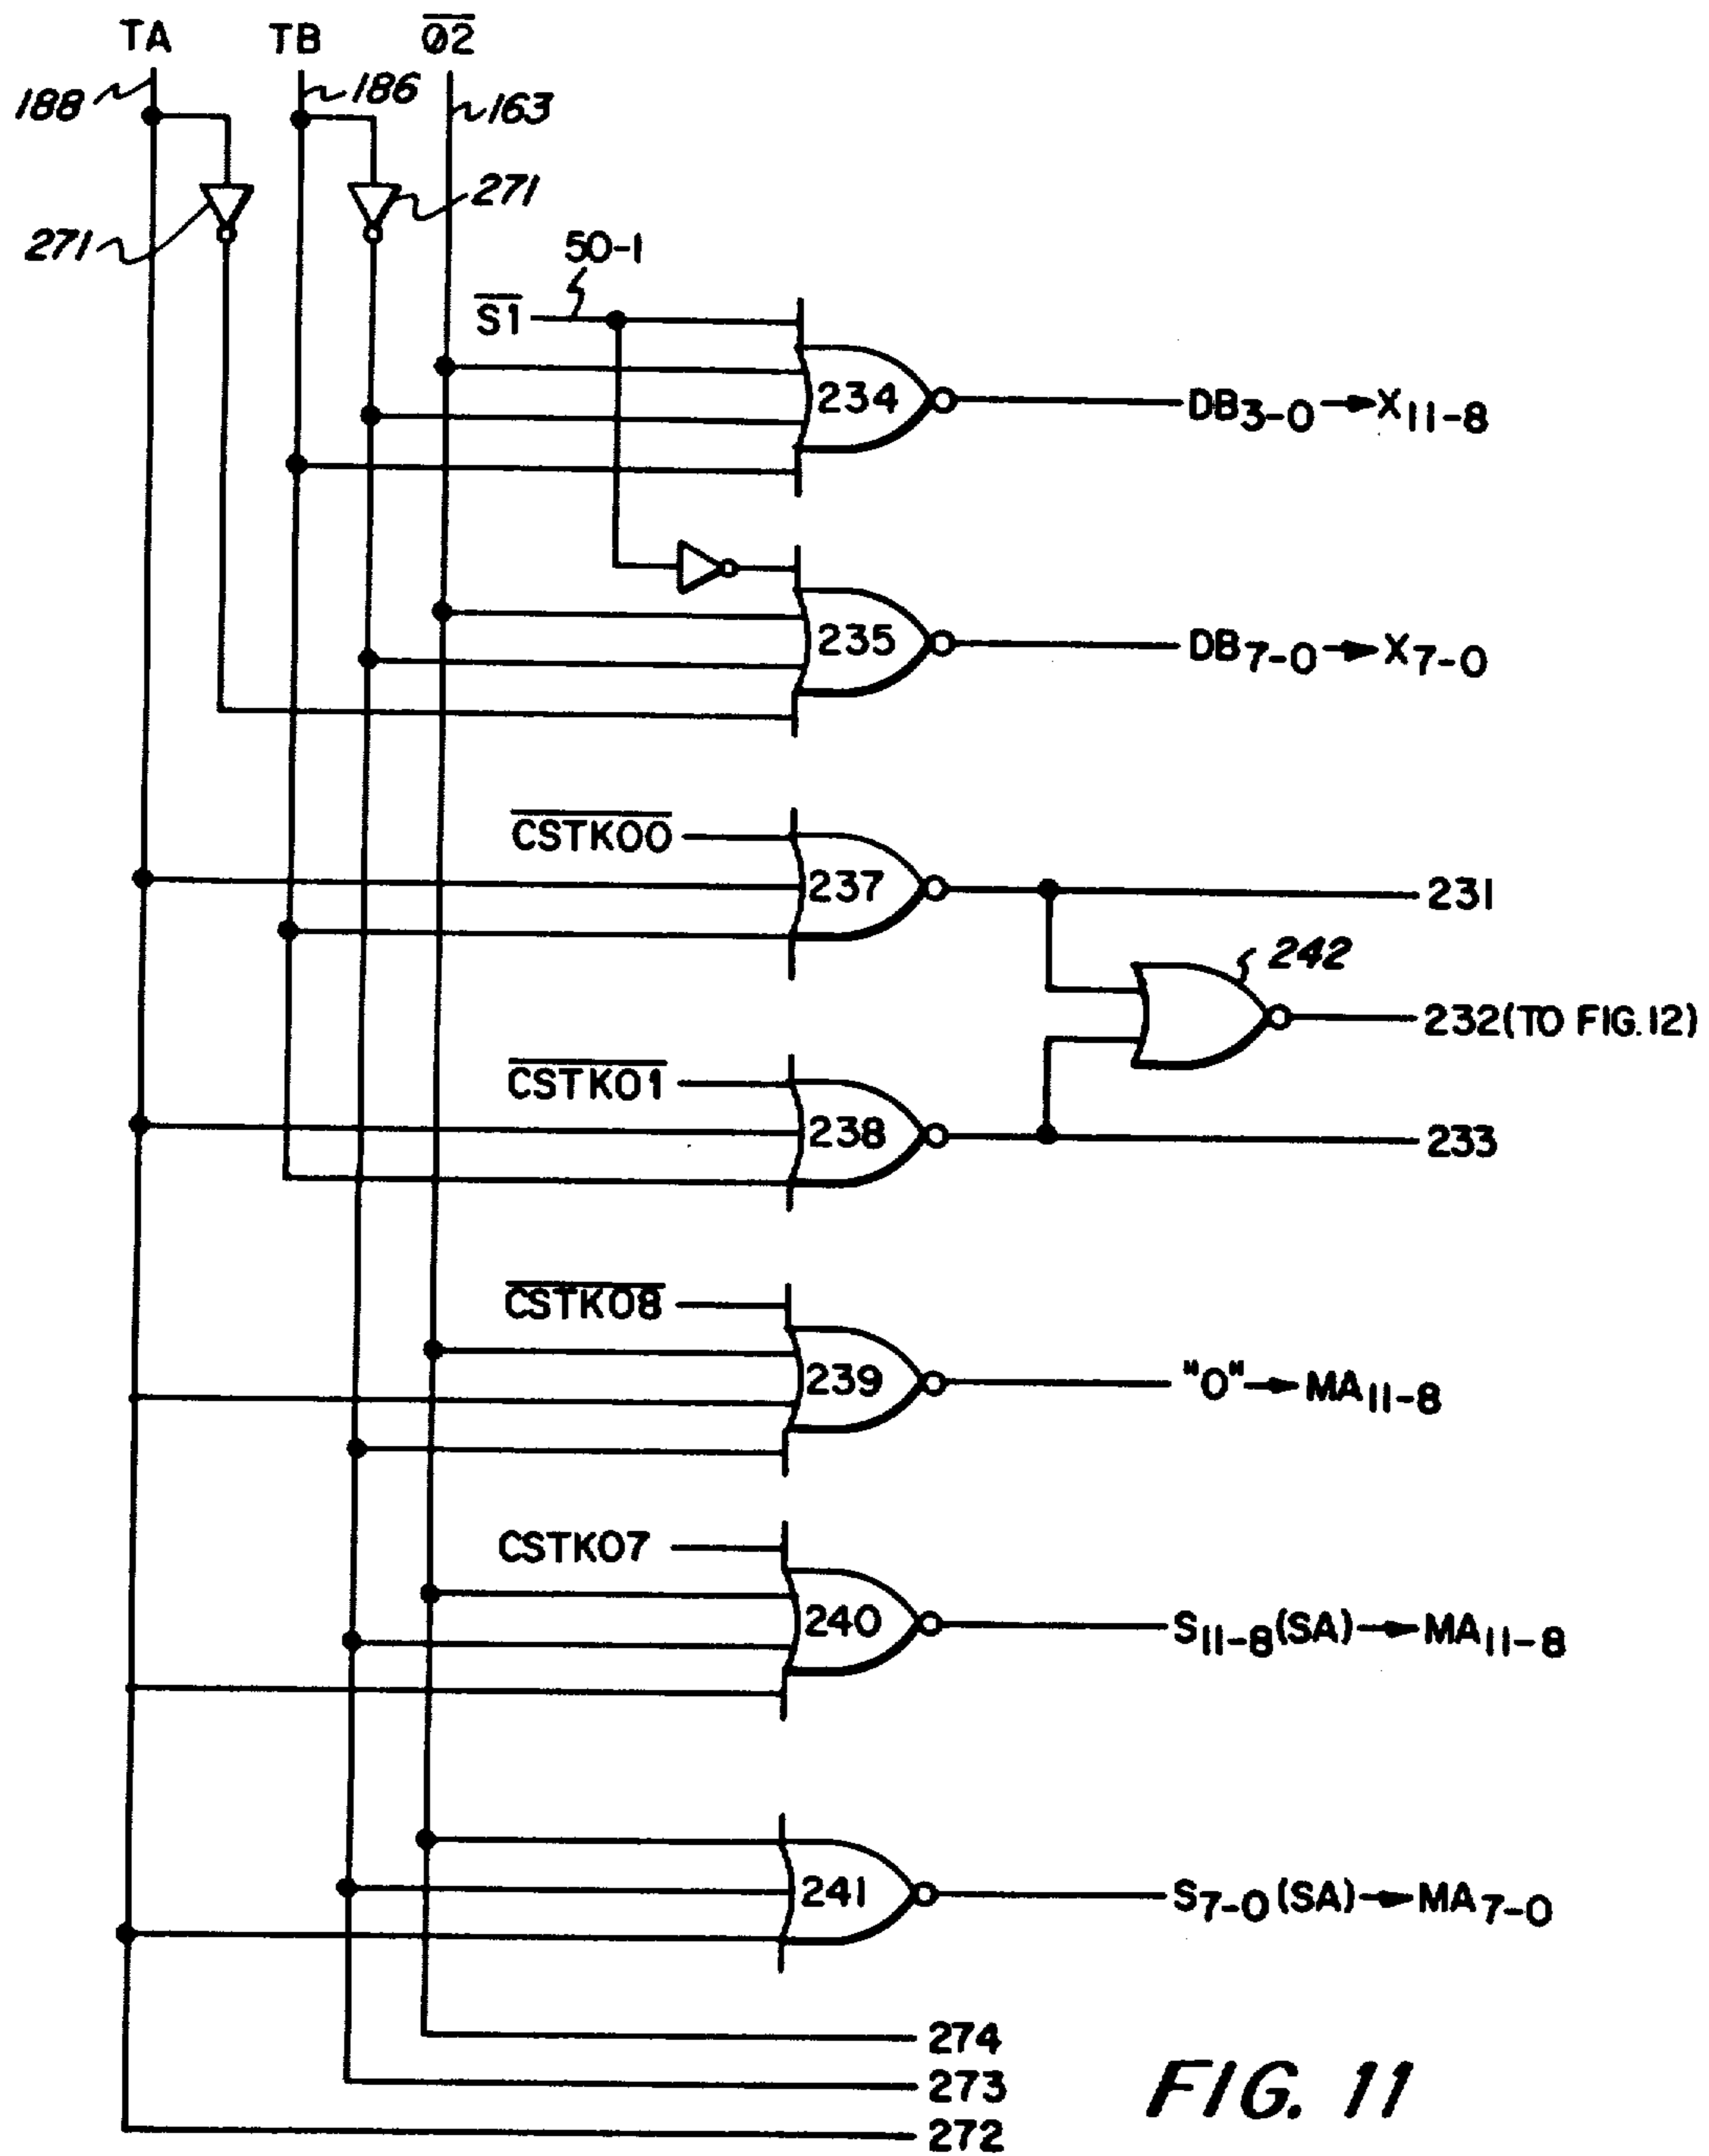 TA TB Ø2
188 186 163
271 271
50-1
S1
234 DB3-0→X11-8
235 DB7-0→X7-0
CSTK00
237 231
242
232(TO FIG.12)
CSTK01
238 233
CSTK08
239 "0"→MA11-8
CSTK07
240 S11-8(SA)→MA11-8
241 S7-0(SA)→MA7-0
274
273
272
FIG. 11